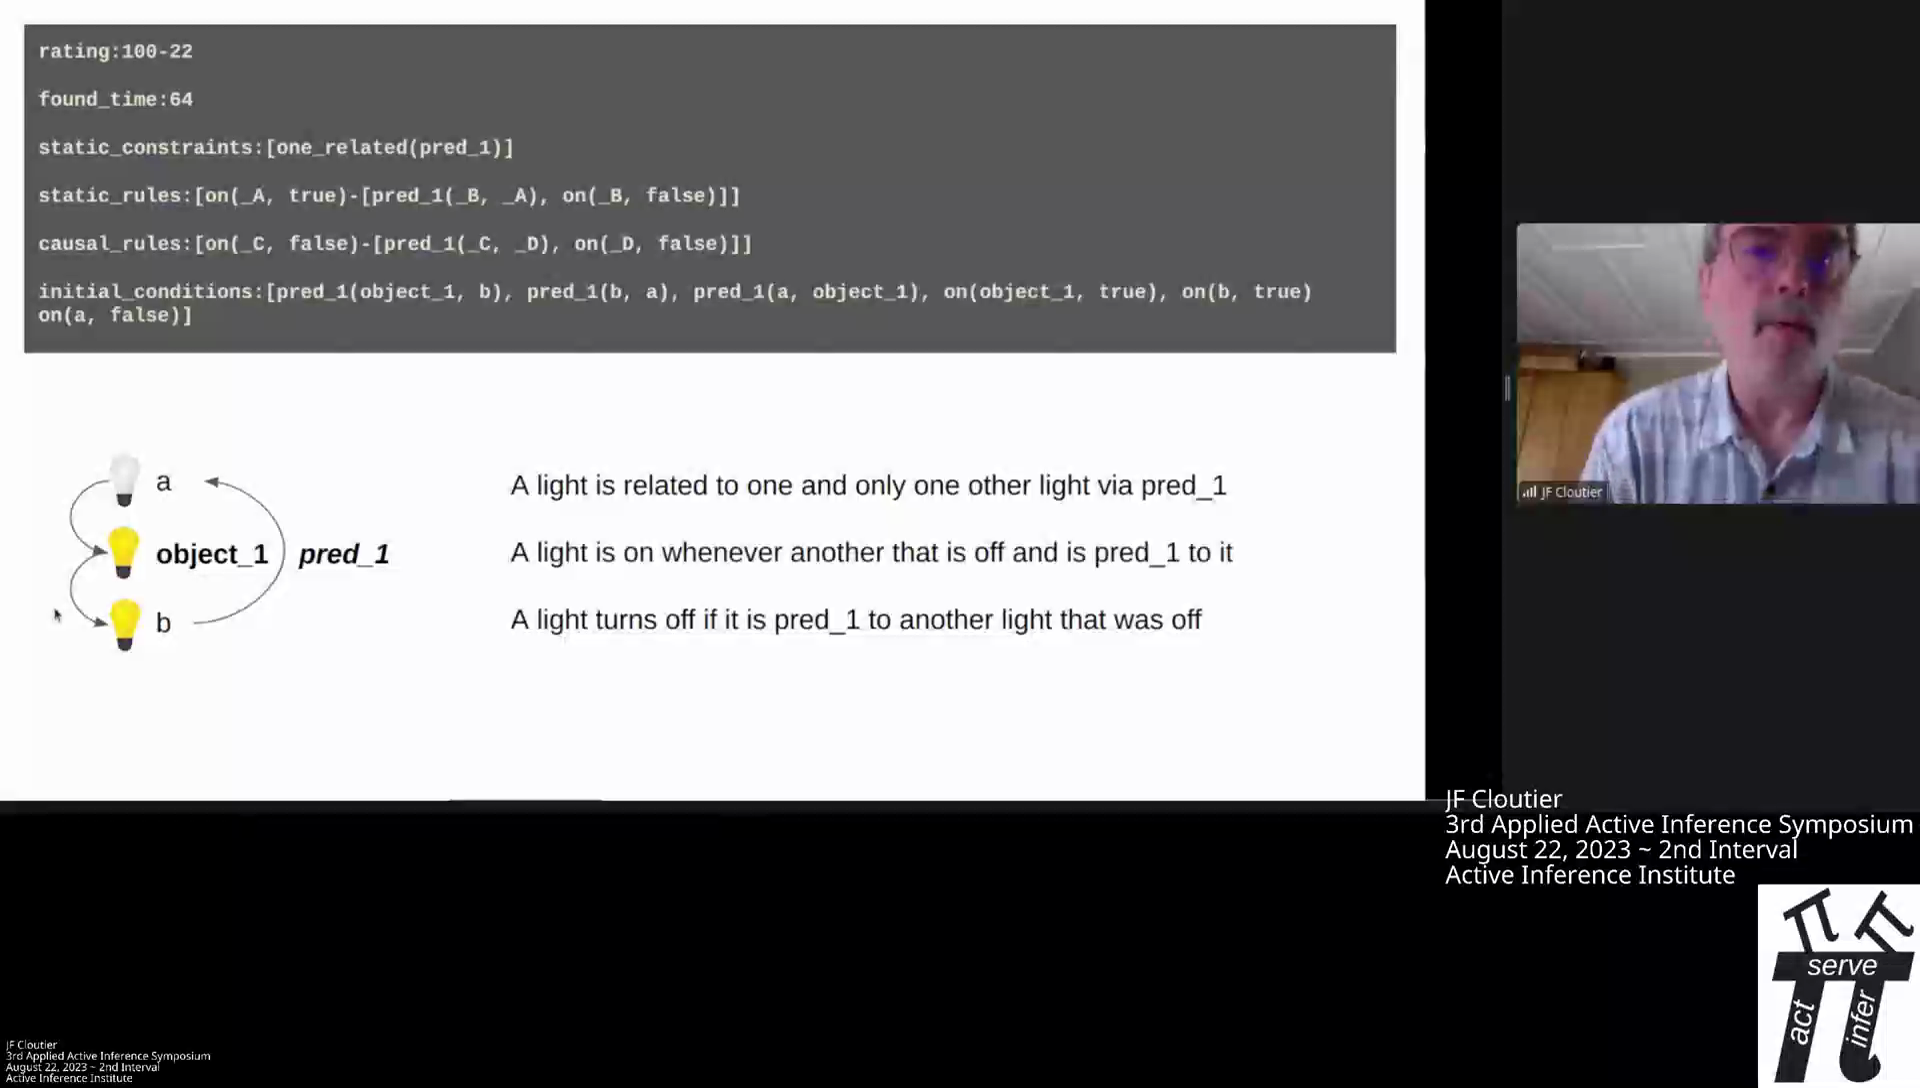 rating:100-22
found_time:64
static_constraints:[one_related(pred_1)]
static_rules:[on(_A, true)-[pred_1(_B, _A), on(_B, false)]]
causal_rules:[on(_C, false)-[pred_1(_C, _D), on(_D, false)]]
initial_conditions:[pred_1(object_1, b), pred_1(b, a), pred_1(a, object_1), on(object_1, true), on(b, true)
on(a, false)]
a
object_1
pred_1
b
A light is related to one and only one other light via pred_1
A light is on whenever another that is off and is pred_1 to it
A light turns off if it is pred_1 to another light that was off
JF Cloutier
JF Cloutier
3rd Applied Active Inference Symposium
August 22, 2023 ~ 2nd Interval
Active Inference Institute
serve
act
infer
JF Cloutier
3rd Applied Active Inference Symposium
August 22, 2023 ~ 2nd Interval
Active Inference Institute